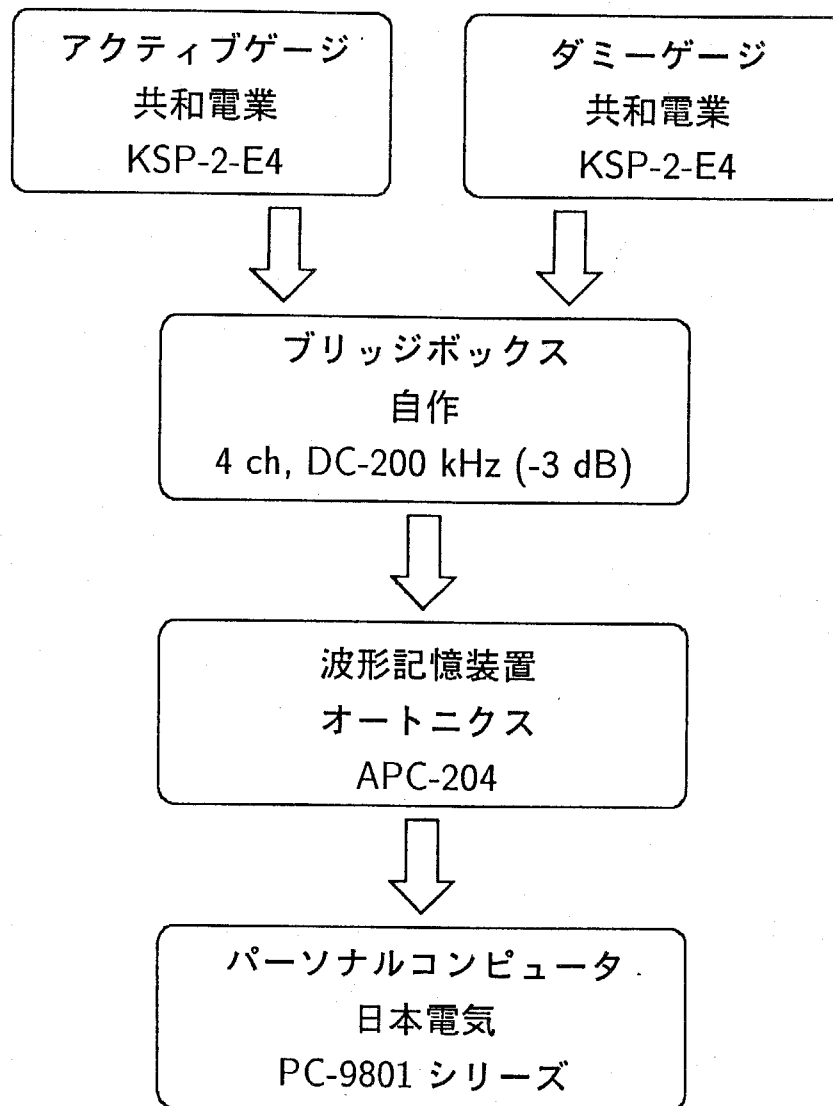 アクティブゲージ
共和電業
KSP-2-E4
ダミーゲージ
共和電業
KSP-2-E4
ブリッジボックス
自作
4 ch, DC-200 kHz (-3 dB)
波形記憶装置
オートニクス
APC-204
パーソナルコンピュータ
日本電気
PC-9801 シリーズ